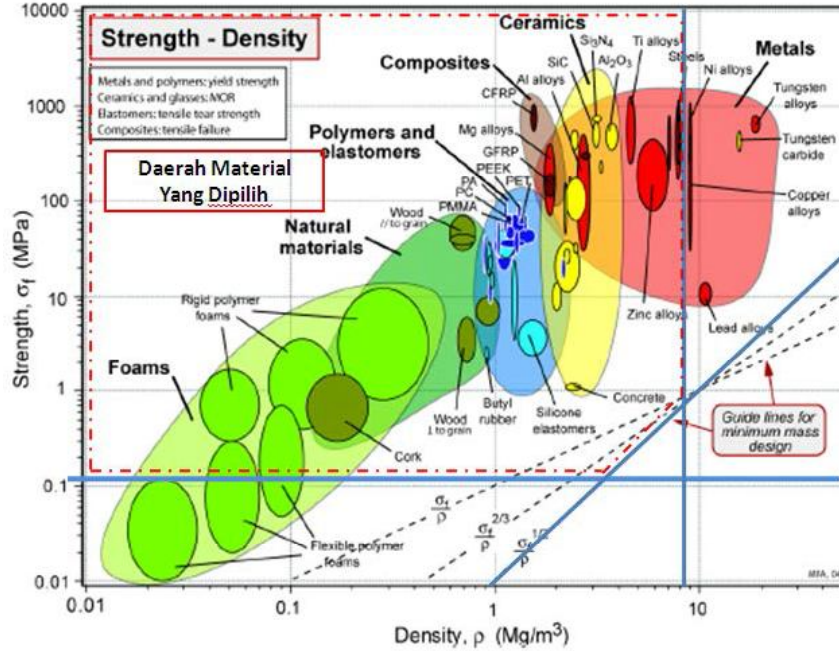 Strength - Density
Metals and polymers: yield strength
Ceramics and glasses: MOR
Elastomers: tensile tear strength
Composites: tensile failure
Daerah Material
Yang Dipilih
Ceramics
Composites
Metals
Polymers and
elastomers
Natural
materials
Foams
Si3N4
SiC
Al2O3
Al alloys
Ti alloys
Steels
Ni alloys
Tungsten
alloys
Tungsten
carbide
Copper
alloys
CFRP
Mg alloys
GFRP
PEEK
PA
PET
PC
PMMA
Wood
// to grain
Rigid polymer
foams
Zinc alloys
Lead alloys
Concrete
Butyl
rubber
Silicone
elastomers
Wood
⊥ to grain
Cork
Flexible polymer
foams
Guide lines for
minimum mass
design
σf
ρ
σf2/3
ρ
σf1/2
ρ
10000
1000
100
10
1
0.1
0.01
Strength, σf (MPa)
0.01
0.1
1
10
Density, ρ (Mg/m3)